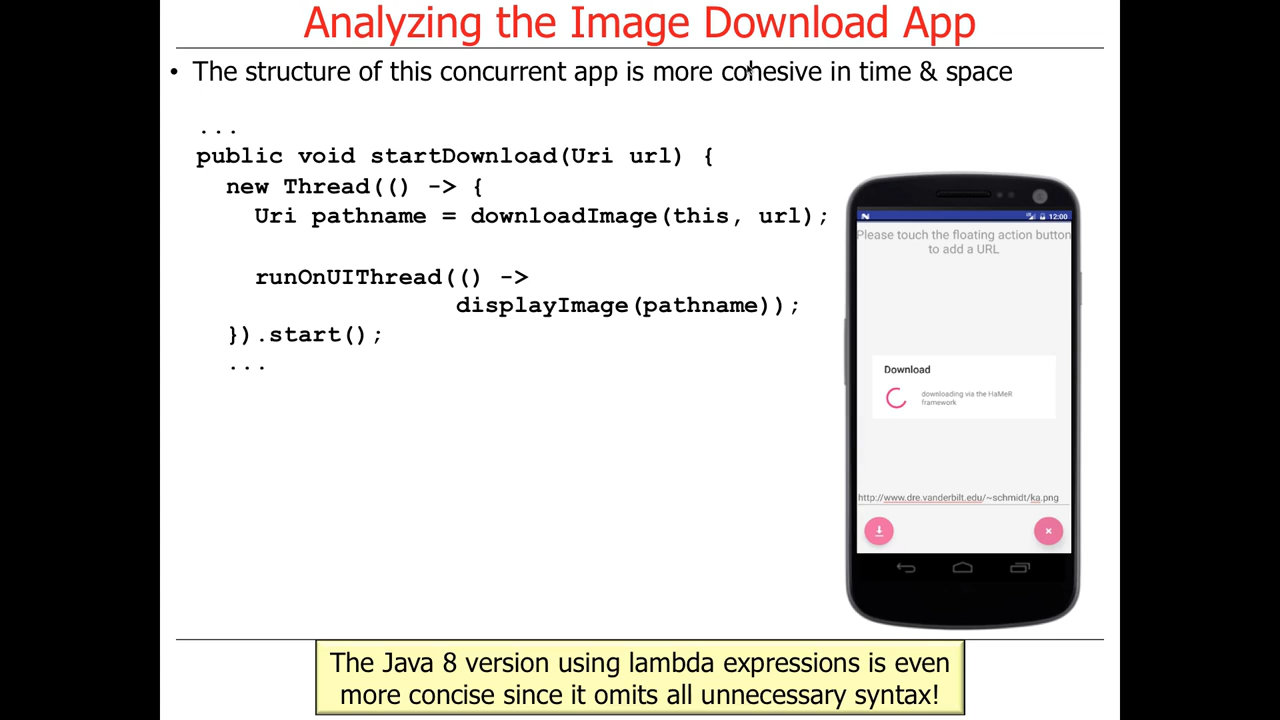 Analyzing the Image Download App
• The structure of this concurrent app is more cohesive in time & space
...
public void startDownload(Uri url) {
new Thread(() -> {
Uri pathname = downloadImage(this, url);
runOnUIThread(() ->
displayImage(pathname));
}).start();
...
12:00
Please touch the floating action button
to add a URL
Download
downloading via the HaMeR
framework
http://www.dre.vanderbilt.edu/~schmidt/ka.png
The Java 8 version using lambda expressions is even
more concise since it omits all unnecessary syntax!